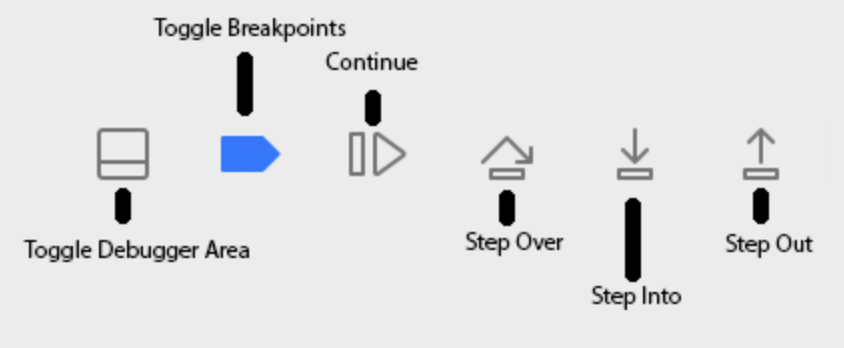 Toggle Breakpoints
Continue
Toggle Debugger Area
Step Over
Step Into
Step Out